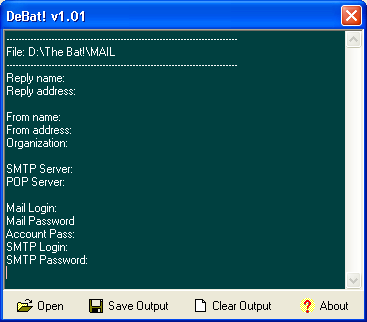 DeBat! v1.01
--------------------------------------------------------------------------------
File: D:\The Bat!\MAIL
--------------------------------------------------------------------------------
Reply name:
Reply address:
From name:
From address:
Organization:
SMTP Server:
POP Server:
Mail Login:
Mail Password
Account Pass:
SMTP Login:
SMTP Password:
Open Save Output Clear Output About